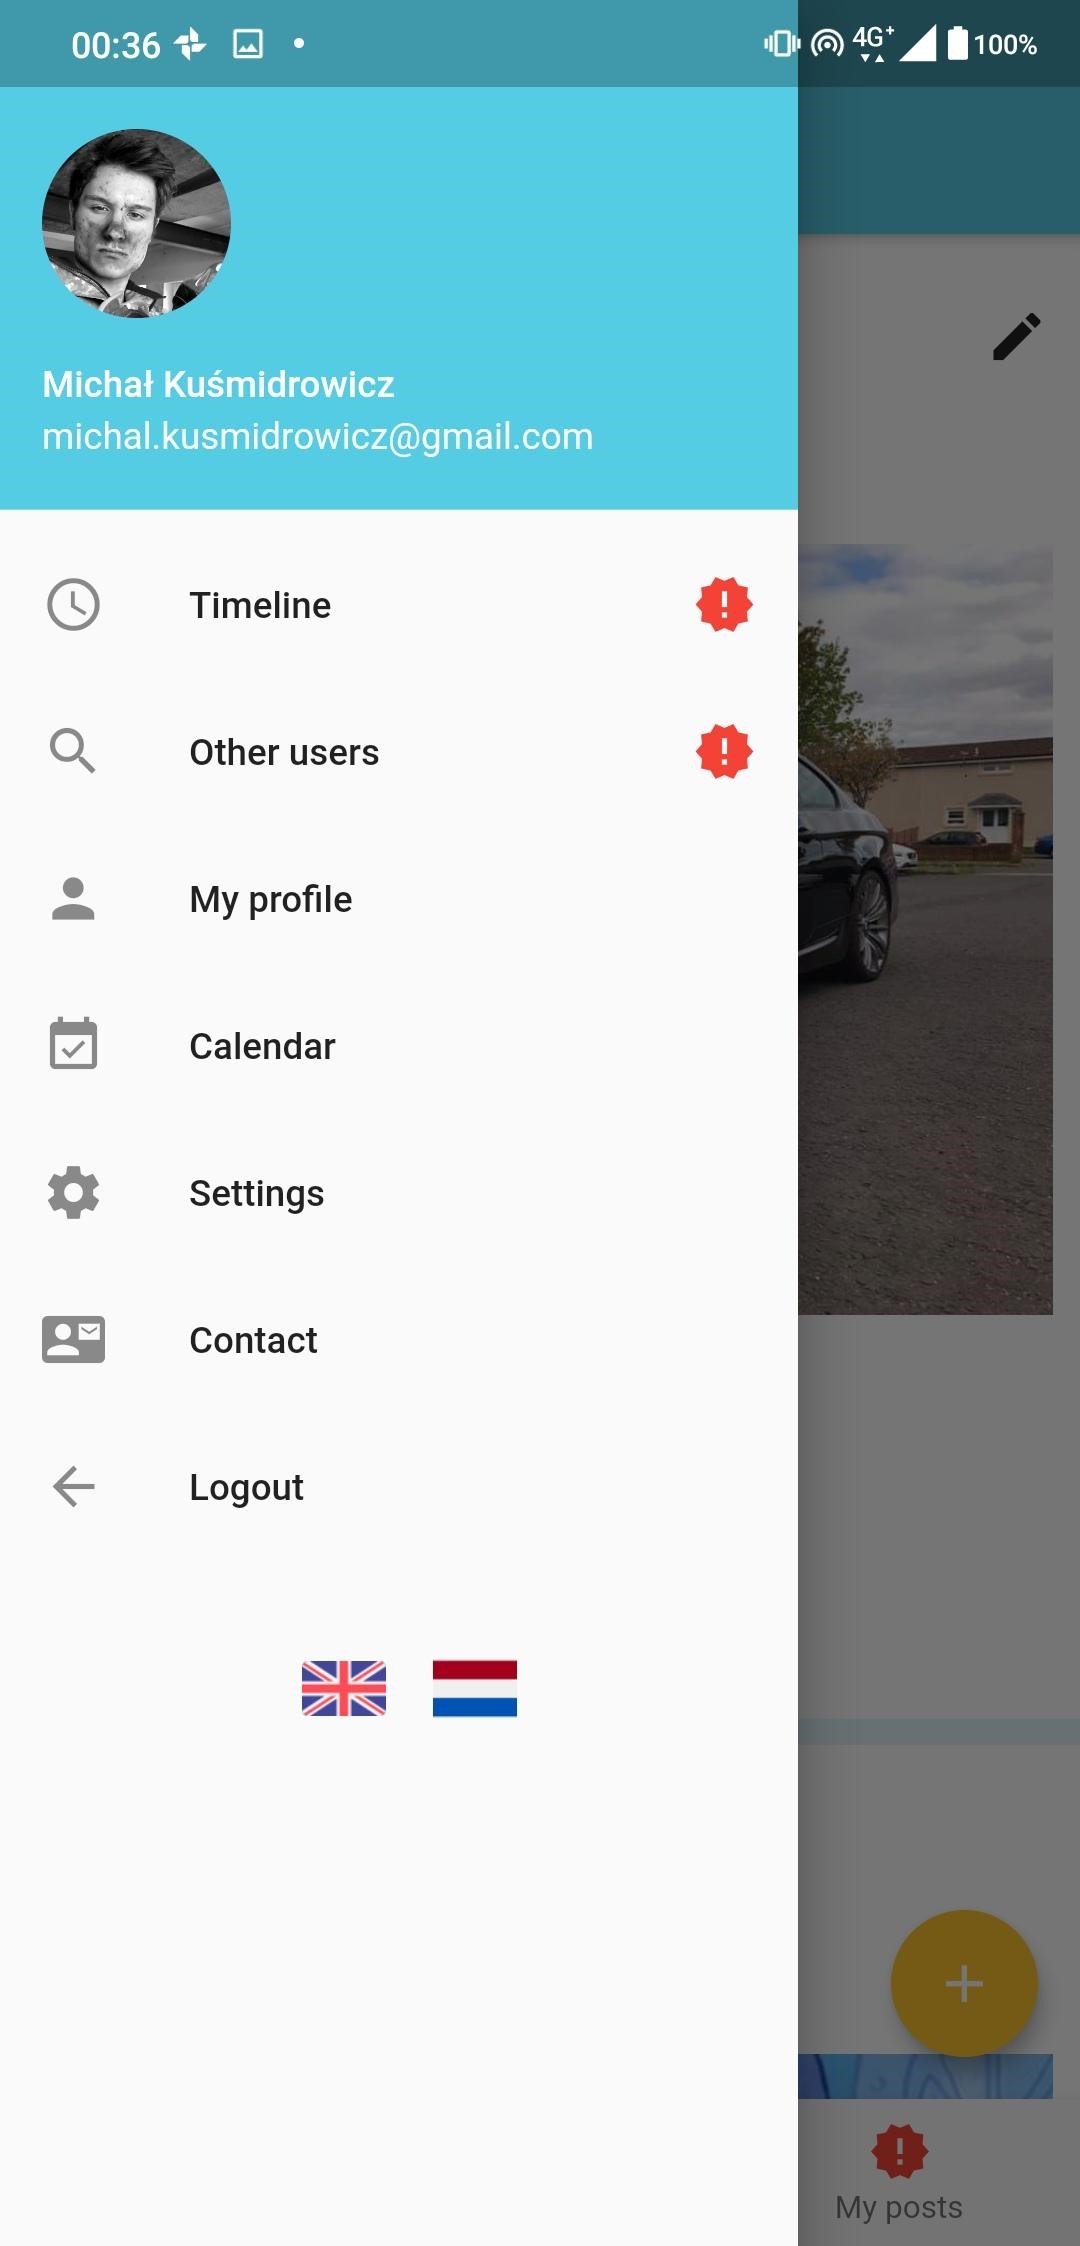 00:36
4G+
100%
Michał Kuśmidrowicz
michal.kusmidrowicz@gmail.com
Timeline
Other users
My profile
Calendar
Settings
Contact
Logout
My posts